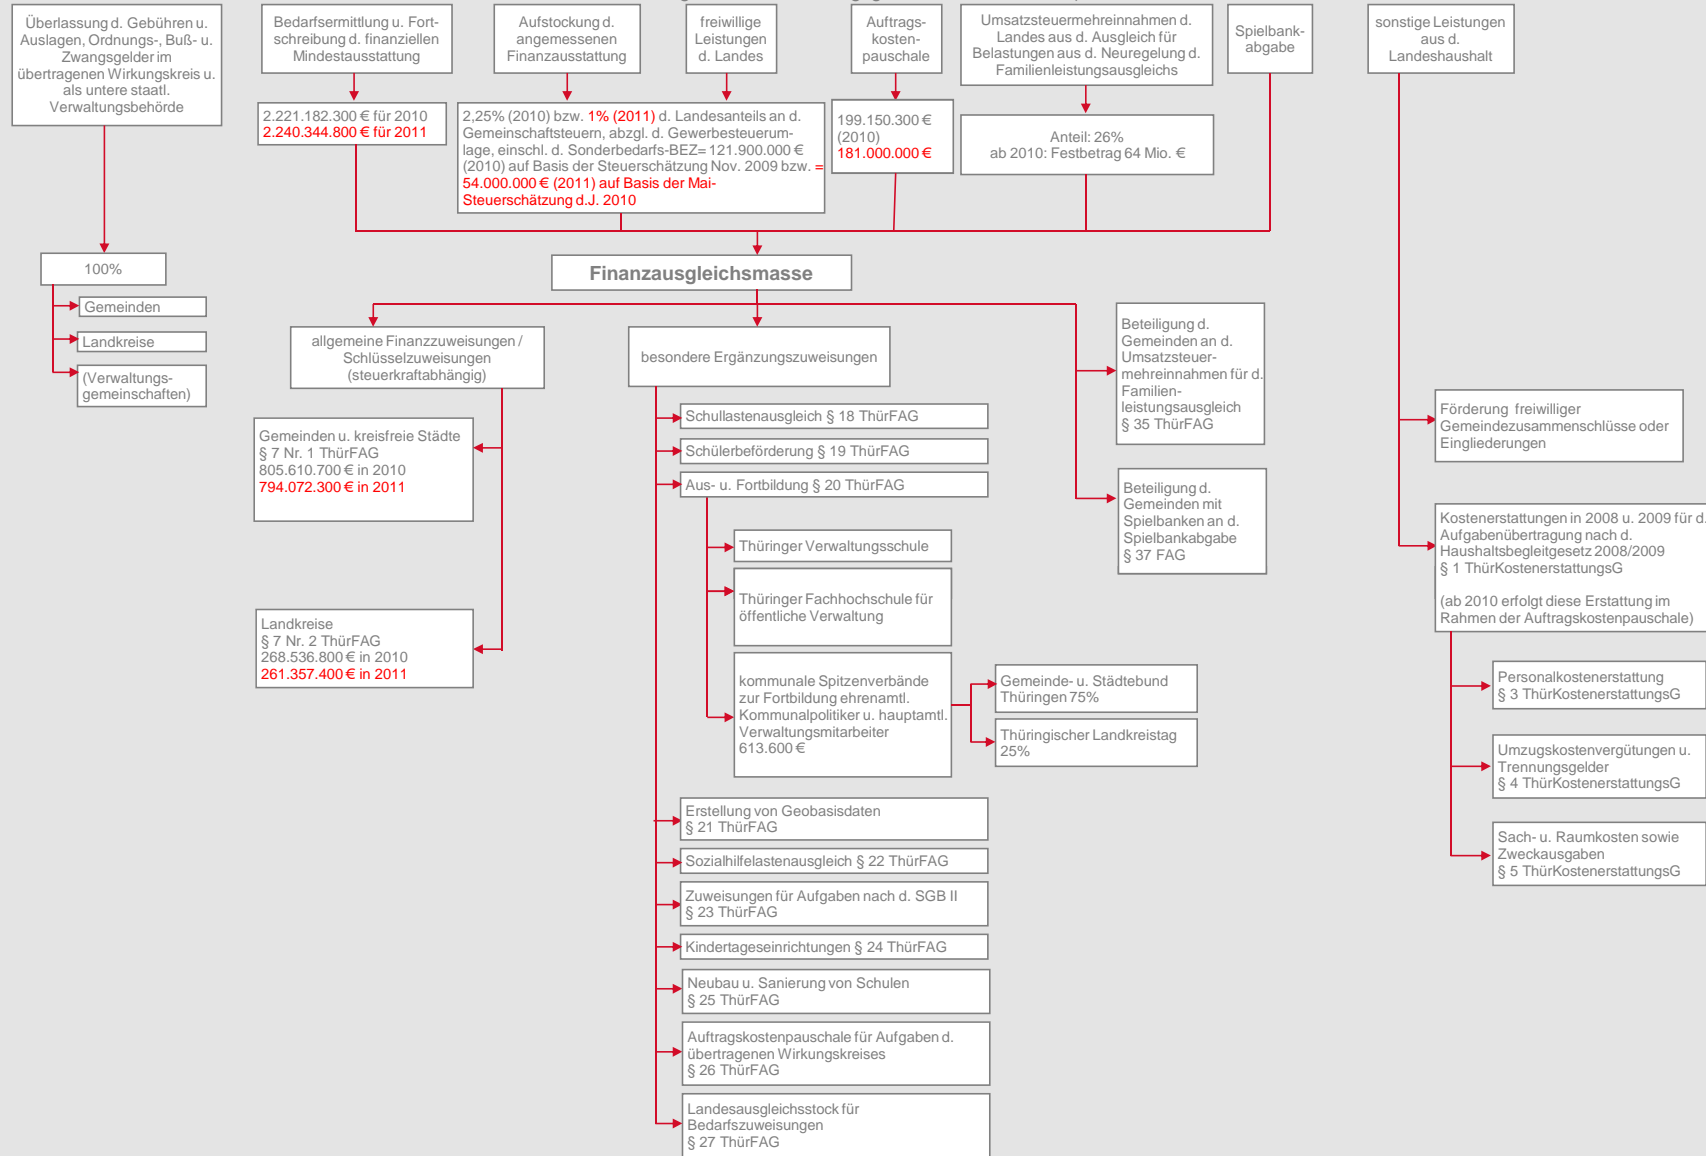 Überlassung d. Gebühren u.
Auslagen, Ordnungs-, Buß- u.
Zwangsgelder im
übertragenen Wirkungskreis u.
als untere staatl.
Verwaltungsbehörde
Bedarfsermittlung u. Fort-
schreibung d. finanziellen
Mindestausstattung
Aufstockung d.
angemessenen
Finanzausstattung
freiwillige
Leistungen
d. Landes
Auftrags-
kosten-
pauschale
Umsatzsteuermehreinnahmen d.
Landes aus d. Ausgleich für
Belastungen aus d. Neuregelung d.
Familienleistungsausgleichs
Spielbank-
abgabe
sonstige Leistungen
aus d.
Landeshaushalt
2.221.182.300 € für 2010
2.240.344.800 € für 2011
2,25% (2010) bzw. 1% (2011) d. Landesanteils an d.
Gemeinschaftsteuern, abzgl. d. Gewerbesteuerum-
lage, einschl. d. Sonderbedarfs-BEZ= 121.900.000 €
(2010) auf Basis der Steuerschätzung Nov. 2009 bzw. =
54.000.000 € (2011) auf Basis der Mai-
Steuerschätzung d.J. 2010
199.150.300 €
(2010)
181.000.000 €
Anteil: 26%
ab 2010: Festbetrag 64 Mio. €
100%
Gemeinden
Landkreise
(Verwaltungs-
gemeinschaften)
Finanzausgleichsmasse
allgemeine Finanzzuweisungen /
Schlüsselzuweisungen
(steuerkraftabhängig)
Gemeinden u. kreisfreie Städte
§ 7 Nr. 1 ThürFAG
805.610.700 € in 2010
794.072.300 € in 2011
Landkreise
§ 7 Nr. 2 ThürFAG
268.536.800 € in 2010
261.357.400 € in 2011
besondere Ergänzungszuweisungen
Schullastenausgleich § 18 ThürFAG
Schülerbeförderung § 19 ThürFAG
Aus- u. Fortbildung § 20 ThürFAG
Thüringer Verwaltungsschule
Thüringer Fachhochschule für
öffentliche Verwaltung
kommunale Spitzenverbände
zur Fortbildung ehrenamtl.
Kommunalpolitiker u. hauptamtl.
Verwaltungsmitarbeiter
613.600 €
Gemeinde- u. Städtebund
Thüringen 75%
Thüringischer Landkreistag
25%
Erstellung von Geobasisdaten
§ 21 ThürFAG
Sozialhilfelastenausgleich § 22 ThürFAG
Zuweisungen für Aufgaben nach d. SGB II
§ 23 ThürFAG
Kindertageseinrichtungen § 24 ThürFAG
Neubau u. Sanierung von Schulen
§ 25 ThürFAG
Auftragskostenpauschale für Aufgaben d.
übertragenen Wirkungskreises
§ 26 ThürFAG
Landesausgleichsstock für
Bedarfszuweisungen
§ 27 ThürFAG
Beteiligung d.
Gemeinden an d.
Umsatzsteuer-
mehreinnahmen für d.
Familien-
leistungsausgleich
§ 35 ThürFAG
Beteiligung d.
Gemeinden mit
Spielbanken an d.
Spielbankabgabe
§ 37 FAG
Förderung freiwilliger
Gemeindezusammenschlüsse oder
Eingliederungen
Kostenerstattungen in 2008 u. 2009 für d.
Aufgabenübertragung nach d.
Haushaltsbegleitgesetz 2008/2009
§ 1 ThürKostenerstattungsG
(ab 2010 erfolgt diese Erstattung im
Rahmen der Auftragskostenpauschale)
Personalkostenerstattung
§ 3 ThürKostenerstattungsG
Umzugskostenvergütungen u.
Trennungsgelder
§ 4 ThürKostenerstattungsG
Sach- u. Raumkosten sowie
Zweckausgaben
§ 5 ThürKostenerstattungsG